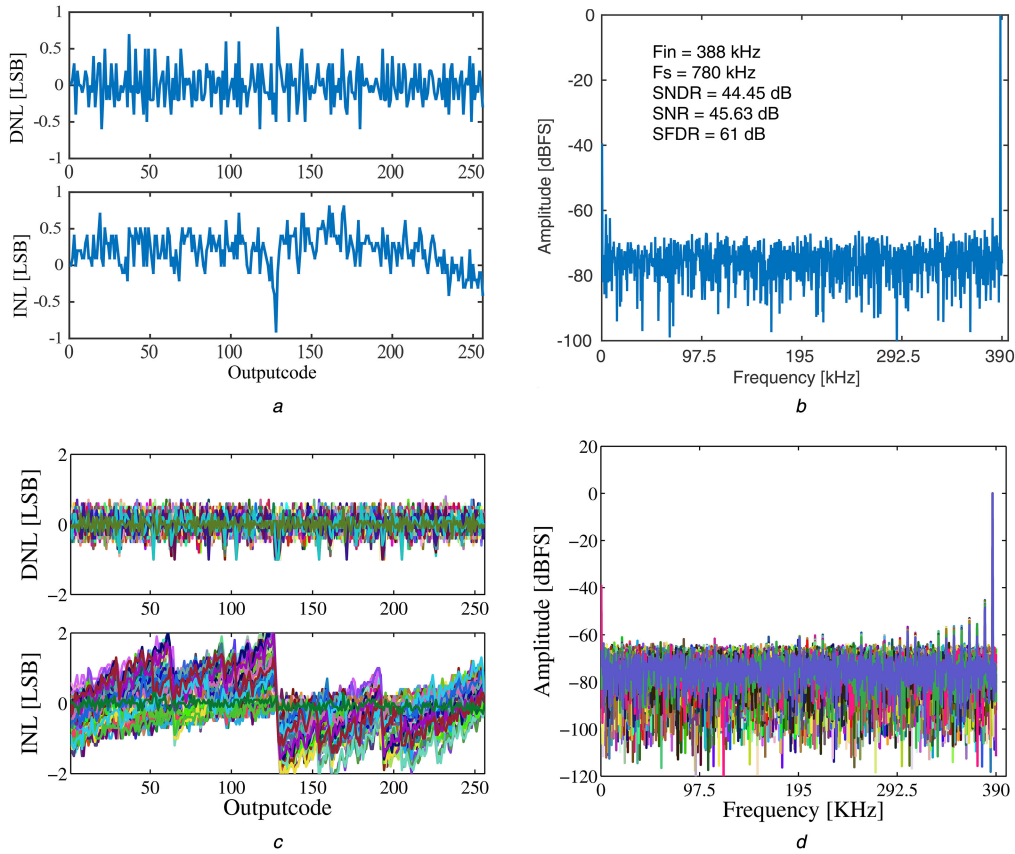 DNL [LSB]
1
0.5
0
-0.5
-1
0 50 100 150 200 250
INL [LSB]
1
0.5
0
-0.5
-1
0 50 100 150 200 250
Outputcode
a
Amplitude [dBFS]
0
-20
-40
-60
-80
-100
Fin = 388 kHz
Fs = 780 kHz
SNDR = 44.45 dB
SNR = 45.63 dB
SFDR = 61 dB
0 97.5 195 292.5 390
Frequency [kHz]
b
DNL [LSB]
2
0
−2
50 100 150 200 250
INL [LSB]
2
0
−2
50 100 150 200 250
Outputcode
c
Amplitude [dBFS]
20
0
−20
−40
−60
−80
−100
−120
0 97.5 195 292.5 390
Frequency [KHz]
d